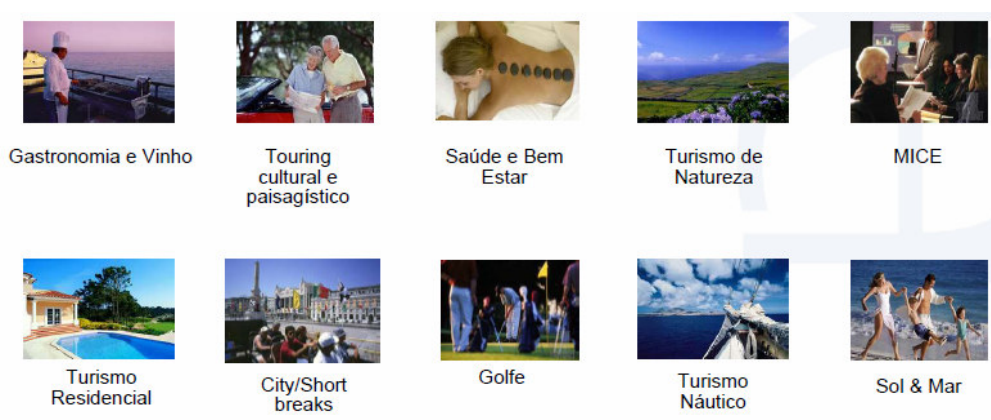 Gastronomia e Vinho
Touring
cultural e
paisagístico
Saúde e Bem
Estar
Turismo de
Natureza
MICE
Turismo
Residencial
City/Short
breaks
Golfe
Turismo
Náutico
Sol & Mar